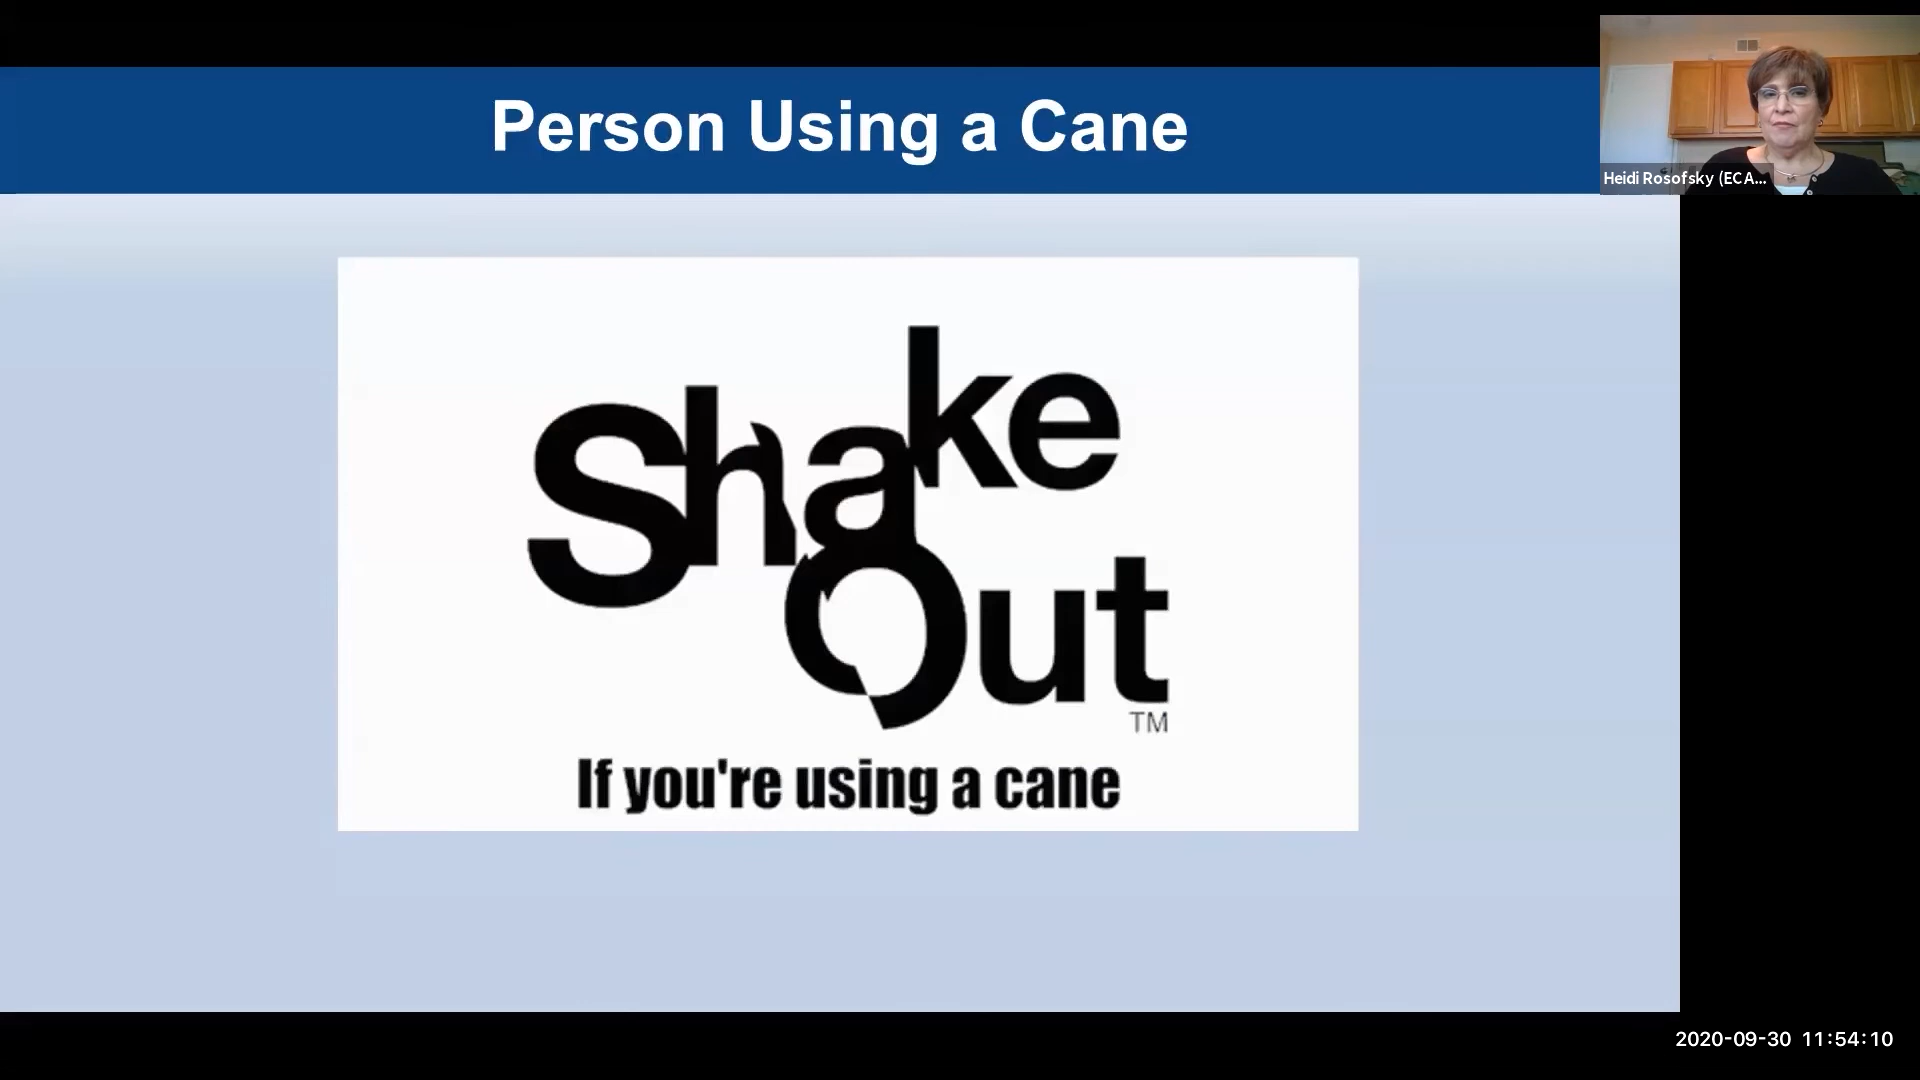 Person Using a Cane
Heidi Rosofsky (ECA...
Shake
Out
TM
If you're using a cane
2020-09-30 11:54:10